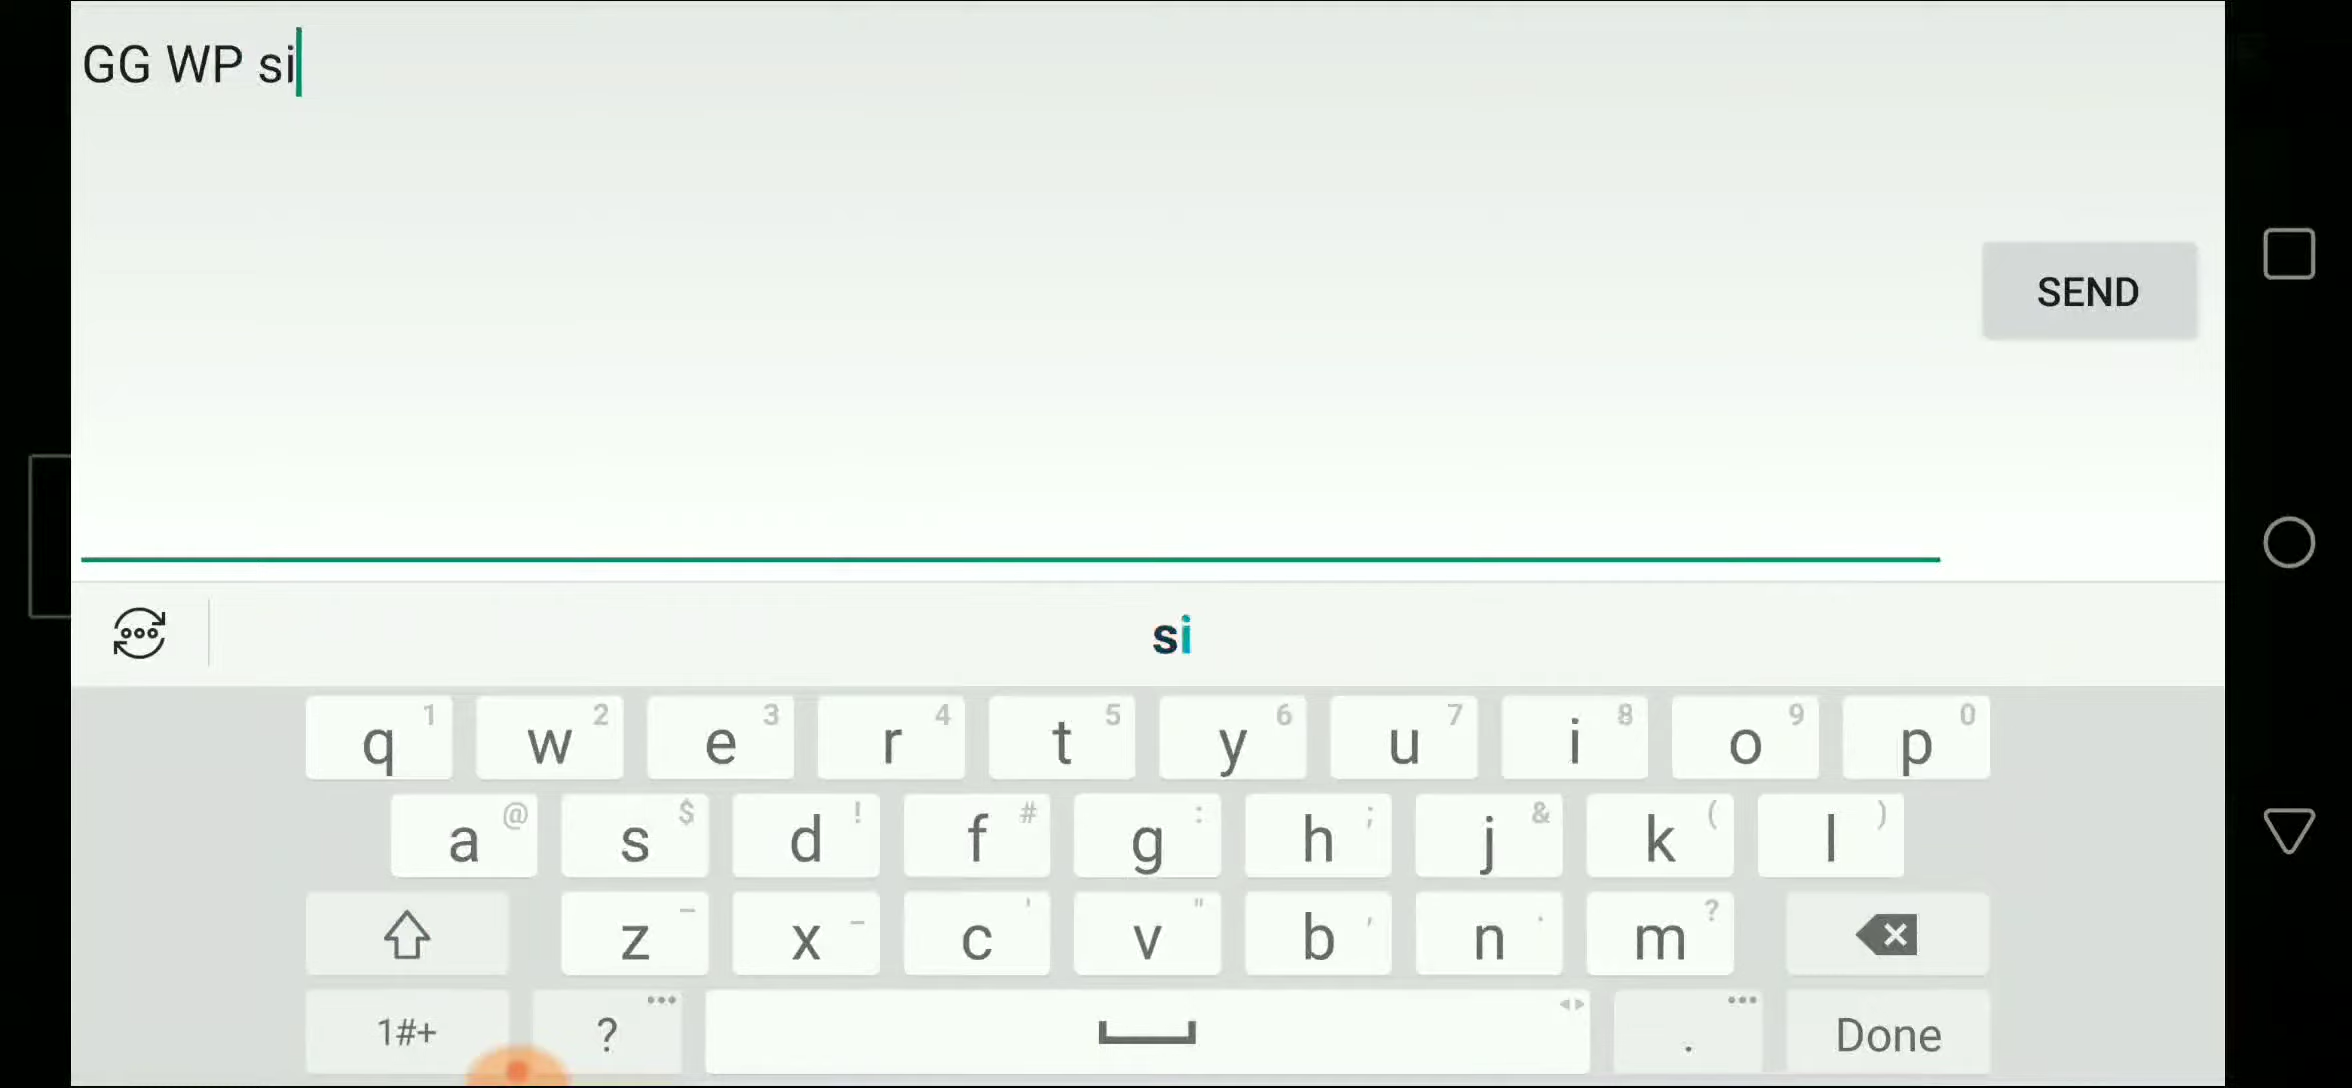 GG WP si
SEND
si
q 1 w 2 e 3 r 4 t 5 y 6 u 7 i 8 o 9 p 0
a @ s $ d ! f # g : h ; j & k ( l )
z – x - c ' v " b , n . m ?
1#+ ? . Done